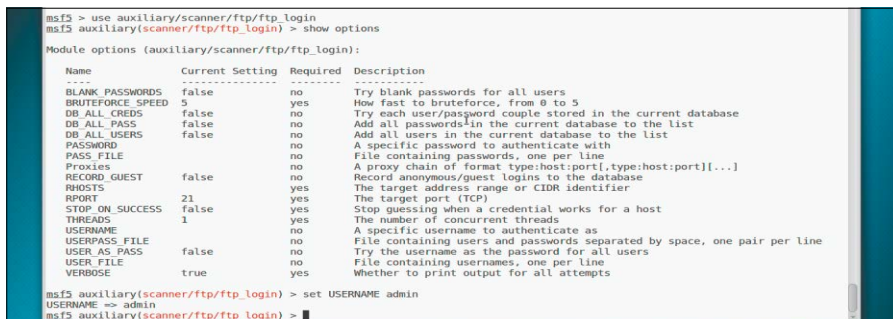 msf5 > use auxiliary/scanner/ftp/ftp_login
msf5 auxiliary(scanner/ftp/ftp_login) > show options
Module options (auxiliary/scanner/ftp/ftp_login):
Name Current Setting Required Description
---- --------------- -------- -----------
BLANK_PASSWORDS false no Try blank passwords for all users
BRUTEFORCE_SPEED 5 yes How fast to bruteforce, from 0 to 5
DB_ALL_CREDS false no Try each user/password couple stored in the current database
DB_ALL_PASS false no Add all passwords in the current database to the list
DB_ALL_USERS false no Add all users in the current database to the list
PASSWORD no A specific password to authenticate with
PASS_FILE no File containing passwords, one per line
Proxies no A proxy chain of format type:host:port[,type:host:port][...]
RECORD_GUEST false no Record anonymous/guest logins to the database
RHOSTS yes The target address range or CIDR identifier
RPORT 21 yes The target port (TCP)
STOP_ON_SUCCESS false yes Stop guessing when a credential works for a host
THREADS 1 yes The number of concurrent threads
USERNAME no A specific username to authenticate as
USERPASS_FILE no File containing users and passwords separated by space, one pair per line
USER_AS_PASS false no Try the username as the password for all users
USER_FILE no File containing usernames, one per line
VERBOSE true yes Whether to print output for all attempts
msf5 auxiliary(scanner/ftp/ftp_login) > set USERNAME admin
USERNAME => admin
msf5 auxiliary(scanner/ftp/ftp_login) >